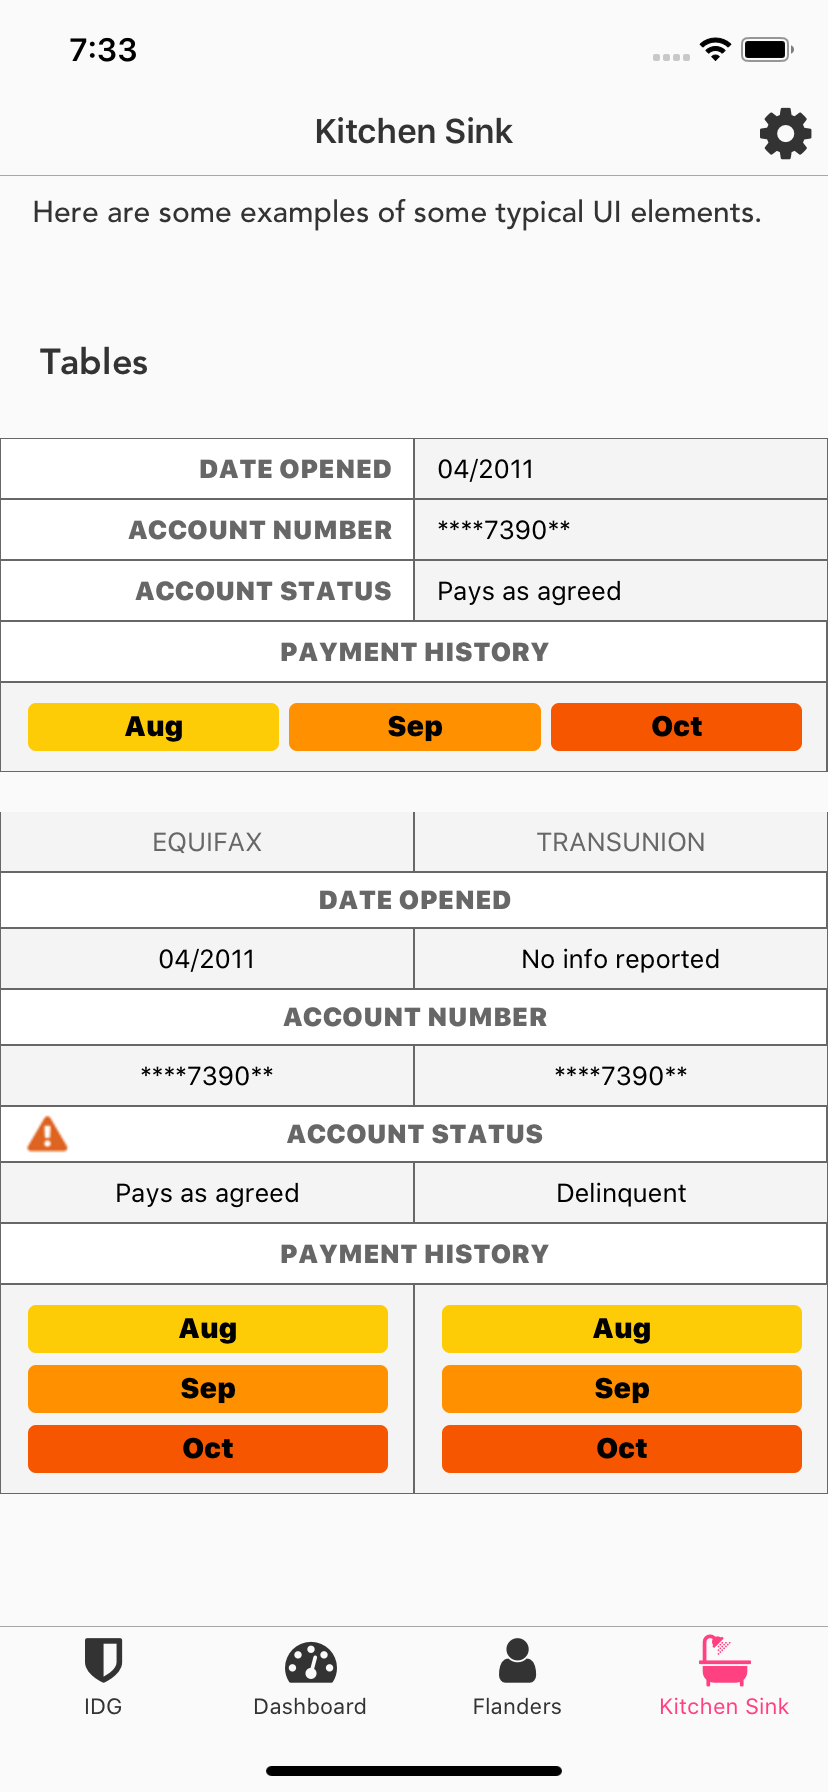 7:33
Kitchen Sink
Here are some examples of some typical UI elements.
Tables
DATE OPENED 04/2011
ACCOUNT NUMBER ****7390**
ACCOUNT STATUS Pays as agreed
PAYMENT HISTORY
Aug Sep Oct
EQUIFAX TRANSUNION
DATE OPENED
04/2011 No info reported
ACCOUNT NUMBER
****7390** ****7390**
ACCOUNT STATUS
Pays as agreed Delinquent
PAYMENT HISTORY
Aug Aug
Sep Sep
Oct Oct
IDG Dashboard Flanders Kitchen Sink